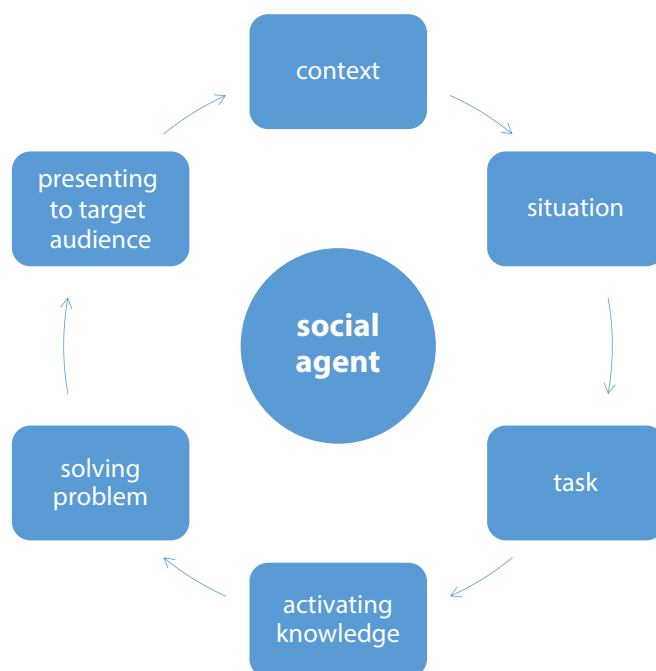 context
situation
task
activating
knowledge
solving
problem
presenting
to target
audience
social
agent